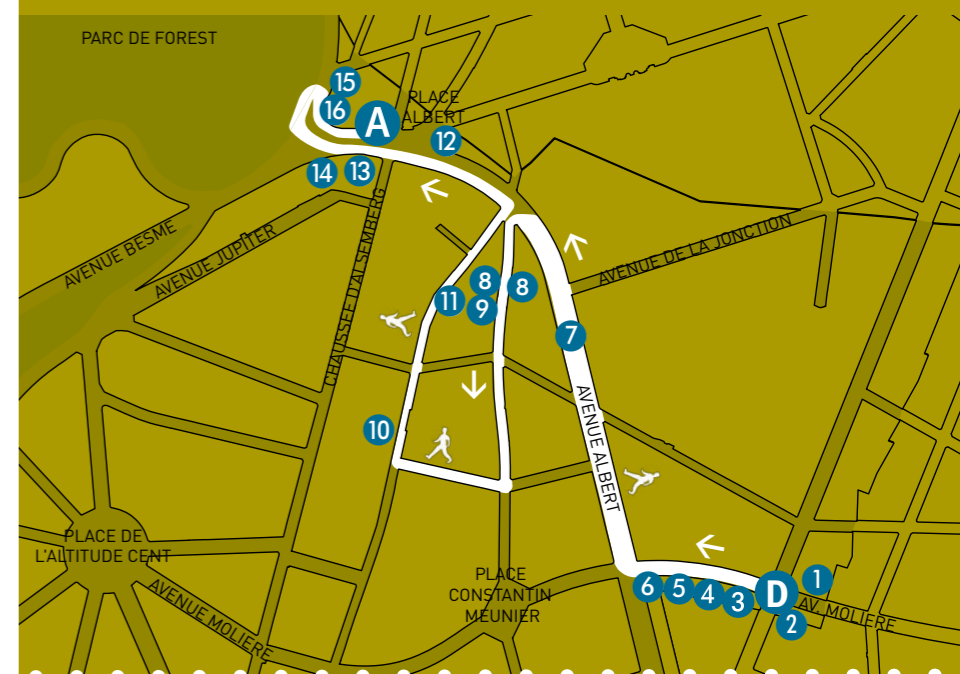 PARC DE FOREST
15
16
A
PLACE
ALBERT
12
14
13
AVENUE BESME
AVENUE JUPITER
CHAUSSÉE D'ALSEMBERG
AVENUE DE LA JONCTION
8
8
11
9
7
10
AVENUE ALBERT
PLACE DE
L'ALTITUDE CENT
AVENUE MOLIERE
PLACE
CONSTANTIN
MEUNIER
6
5
4
3
D
1
2
AV. MOLIERE